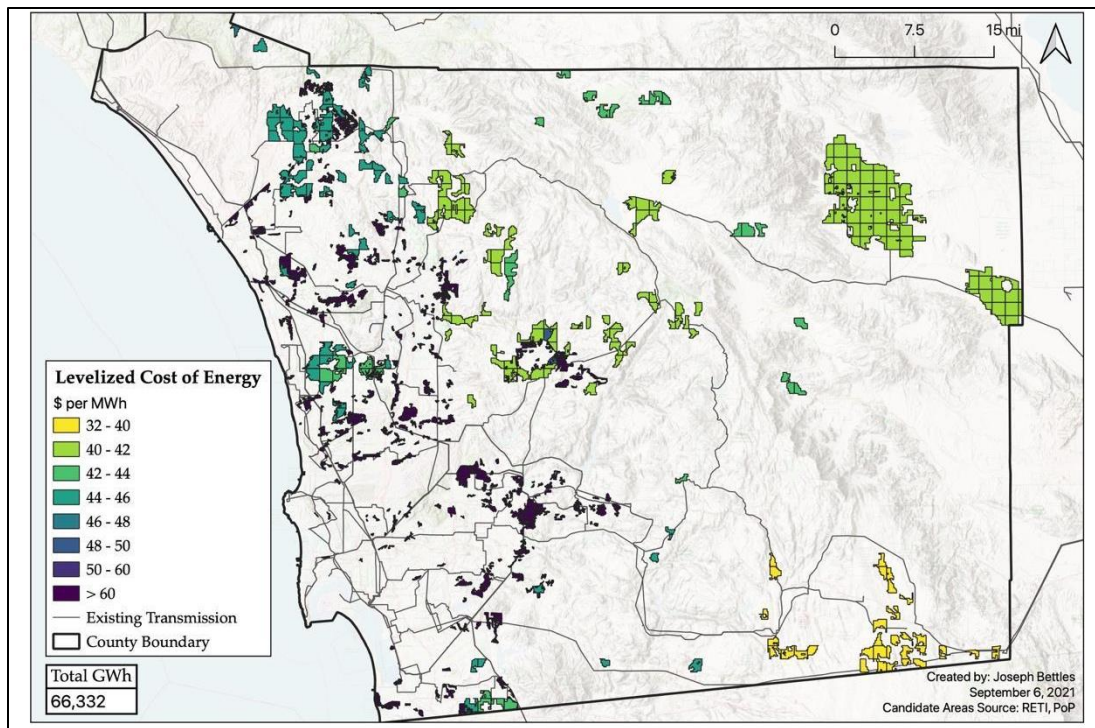 0 7.5 15 mi
Levelized Cost of Energy
$ per MWh
32 - 40
40 - 42
42 - 44
44 - 46
46 - 48
48 - 50
50 - 60
> 60
Existing Transmission
County Boundary
Total GWh
66,332
Created by: Joseph Bettles
September 6, 2021
Candidate Areas Source: RETI, PoP